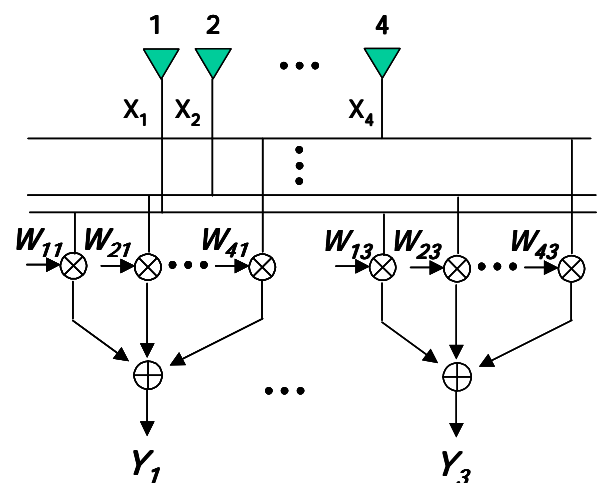 1 2 ••• 4
X₁ X₂ X₄
W₁₁ W₂₁ ••• W₄₁ W₁₃ W₂₃ ••• W₄₃
•••
Y₁ Y₃